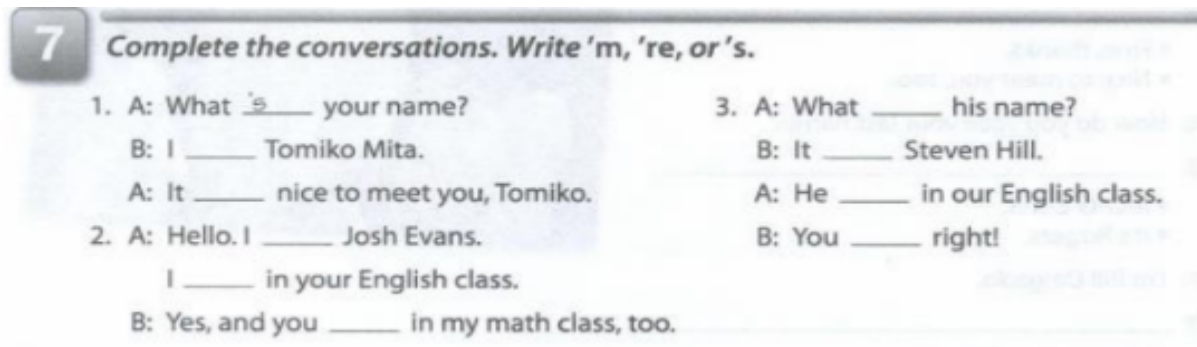 7 Complete the conversations. Write 'm, 're, or 's.
1. A: What 's your name?
B: I ______ Tomiko Mita.
A: It ______ nice to meet you, Tomiko.
2. A: Hello. I ______ Josh Evans.
I ______ in your English class.
B: Yes, and you ______ in my math class, too.
3. A: What ______ his name?
B: It ______ Steven Hill.
A: He ______ in our English class.
B: You ______ right!